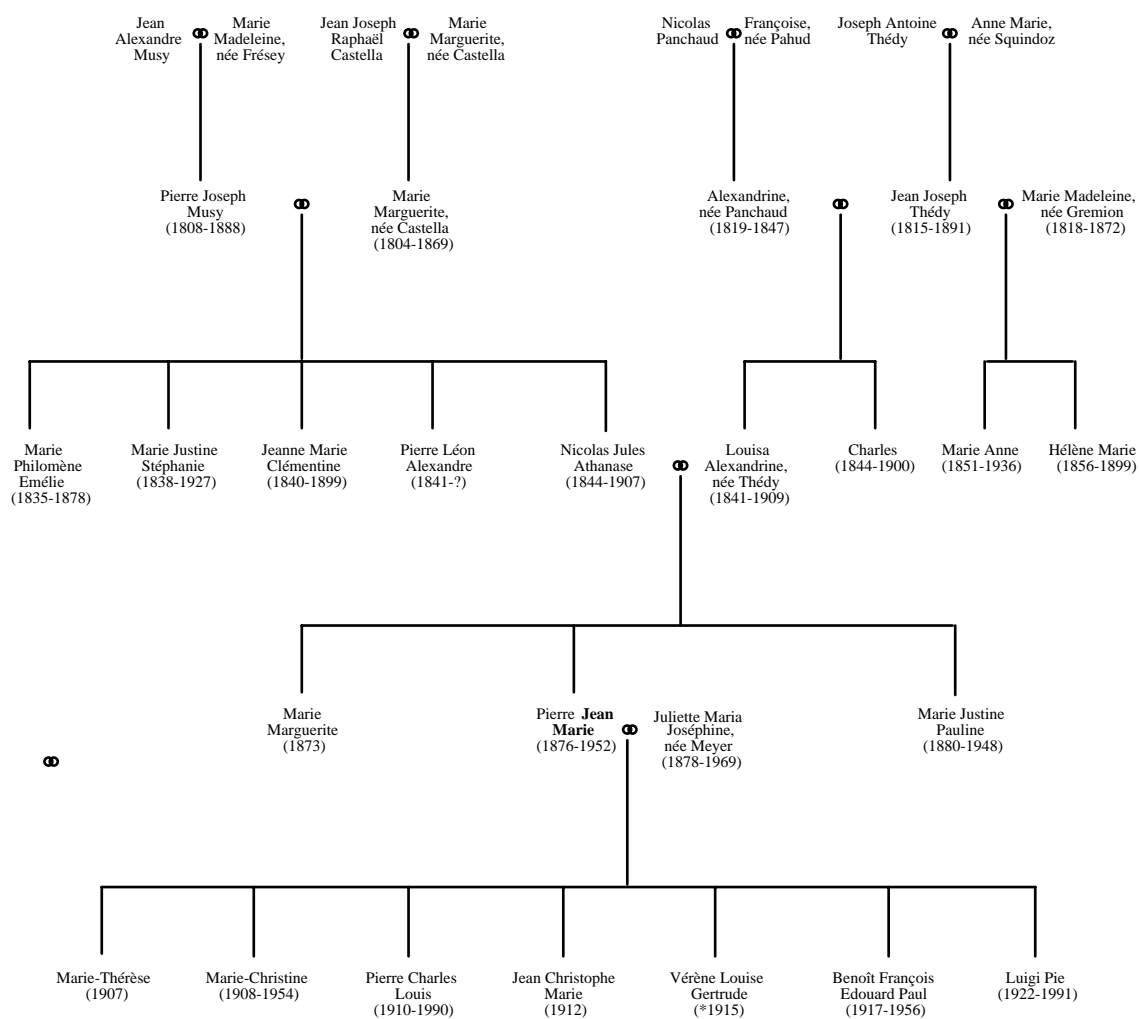 Jean
Alexandre
Musy
Marie
Madeleine,
née Frésey
Jean Joseph
Raphaël
Castella
Marie
Marguerite,
née Castella
Nicolas
Panchaud
Françoise,
née Pahud
Joseph Antoine
Thédy
Anne Marie,
née Squindoz
Pierre Joseph
Musy
(1808-1888)
Marie
Marguerite,
née Castella
(1804-1869)
Alexandrine,
née Panchaud
(1819-1847)
Jean Joseph
Thédy
(1815-1891)
Marie Madeleine,
née Gremion
(1818-1872)
Marie
Philomène
Emélie
(1835-1878)
Marie Justine
Stéphanie
(1838-1927)
Jeanne Marie
Clémentine
(1840-1899)
Pierre Léon
Alexandre
(1841-?)
Nicolas Jules
Athanase
(1844-1907)
Louisa
Alexandrine,
née Thédy
(1841-1909)
Charles
(1844-1900)
Marie Anne
(1851-1936)
Hélène Marie
(1856-1899)
Marie
Marguerite
(1873)
Pierre Jean
Marie
(1876-1952)
Juliette Maria
Joséphine,
née Meyer
(1878-1969)
Marie Justine
Pauline
(1880-1948)
Marie-Thérèse
(1907)
Marie-Christine
(1908-1954)
Pierre Charles
Louis
(1910-1990)
Jean Christophe
Marie
(1912)
Vérène Louise
Gertrude
(*1915)
Benoît François
Edouard Paul
(1917-1956)
Luigi Pie
(1922-1991)